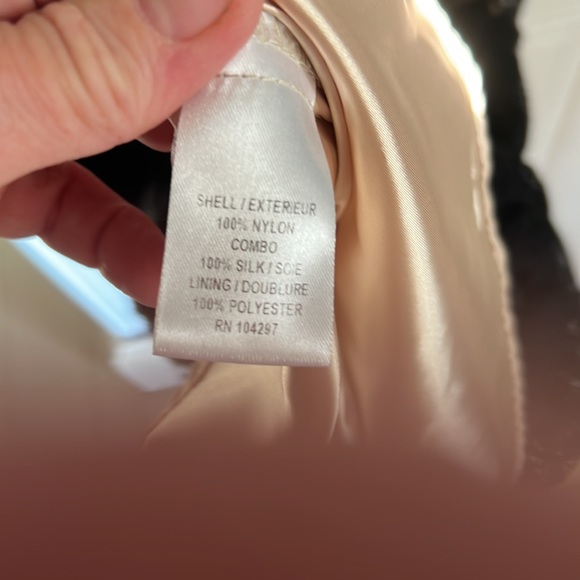 SHELL / EXTERIEUR
100% NYLON
COMBO
100% SILK / SOIE
LINING / DOUBLURE
100% POLYESTER
RN 104297